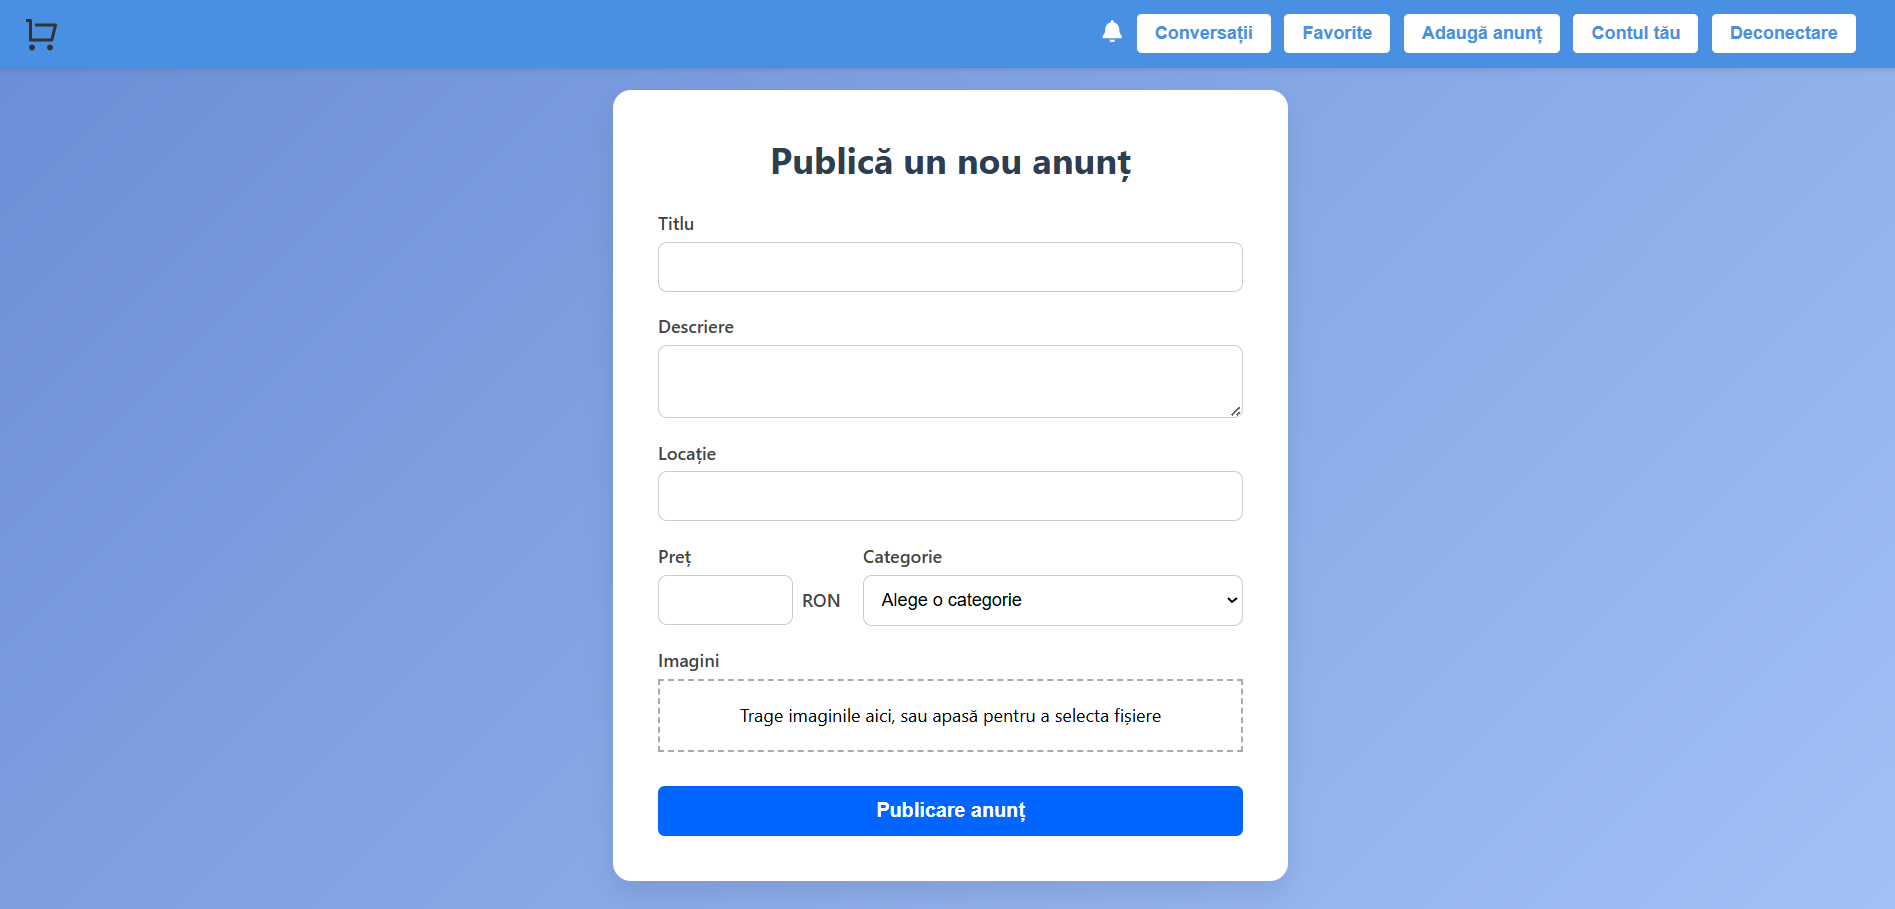 Conversații Favorite Adaugă anunț Contul tău Deconectare
Publică un nou anunț
Titlu
Descriere
Locație
Preț Categorie
RON Alege o categorie
Imagini
Trage imaginile aici, sau apasă pentru a selecta fișiere
Publicare anunț